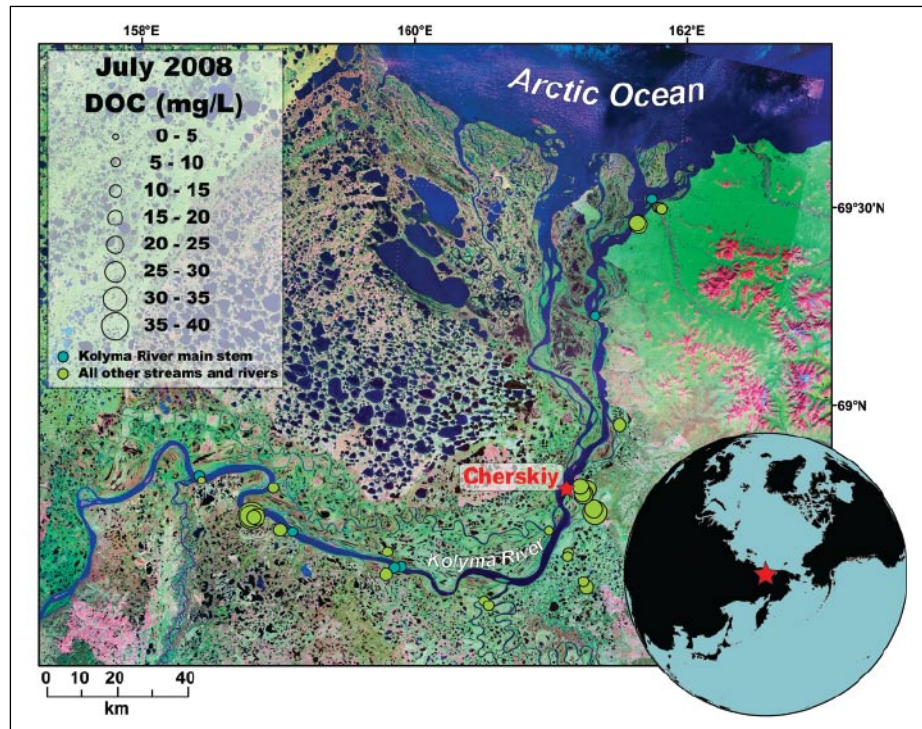 158°E
160°E
162°E
July 2008
DOC (mg/L)
0 - 5
5 - 10
10 - 15
15 - 20
20 - 25
25 - 30
30 - 35
35 - 40
Kolyma River main stem
All other streams and rivers
Arctic Ocean
69°30'N
69°N
Cherskiy
Kolyma River
0 10 20 40
km